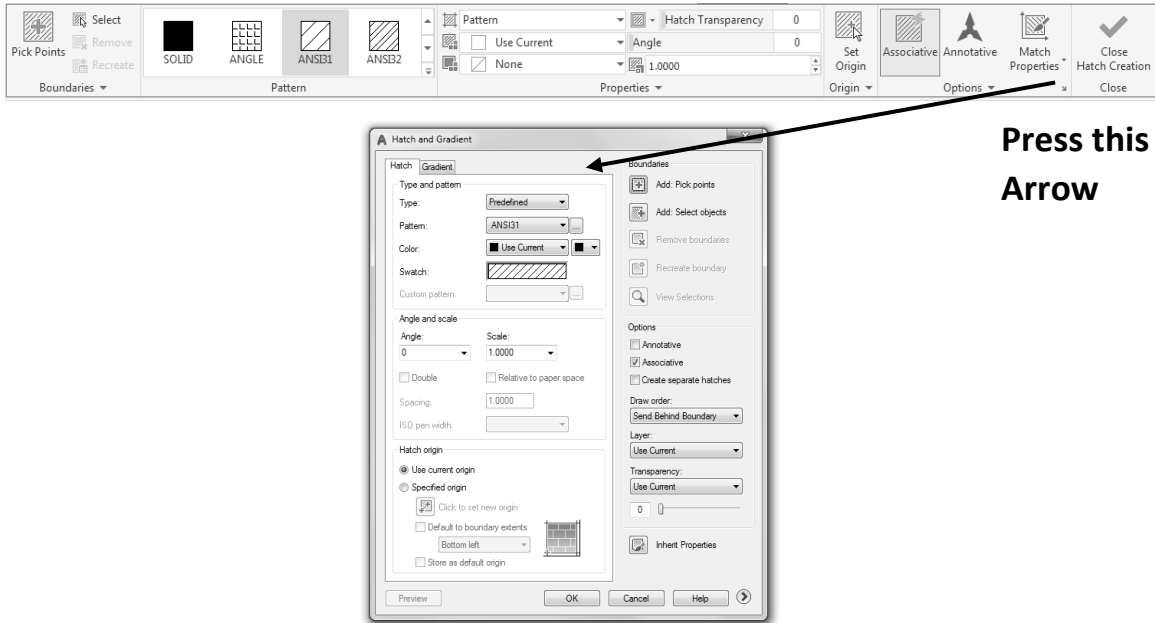 Pick Points
Select
Remove
Recreate
Boundaries
SOLID
ANGLE
ANSI31
ANSI32
Pattern
Pattern
Use Current
None
Hatch Transparency 0
Angle 0
1.0000
Properties
Set
Origin
Origin
Associative
Annotative
Match
Properties
Options
Close
Hatch Creation
Close
Press this
Arrow
Hatch and Gradient
Hatch Gradient
Type and pattern
Type: Predefined
Pattern: ANSI31 ...
Color: Use Current
Swatch:
Custom pattern: ...
Angle and scale
Angle: Scale:
0 1.0000
Double Relative to paper space
Spacing: 1.0000
ISO pen width:
Hatch origin
Use current origin
Specified origin
Click to set new origin
Default to boundary extents
Bottom left
Store as default origin
Boundaries
Add: Pick points
Add: Select objects
Remove boundaries
Recreate boundary
View Selections
Options
Annotative
Associative
Create separate hatches
Draw order:
Send Behind Boundary
Layer:
Use Current
Transparency:
Use Current
0
Inherit Properties
Preview OK Cancel Help